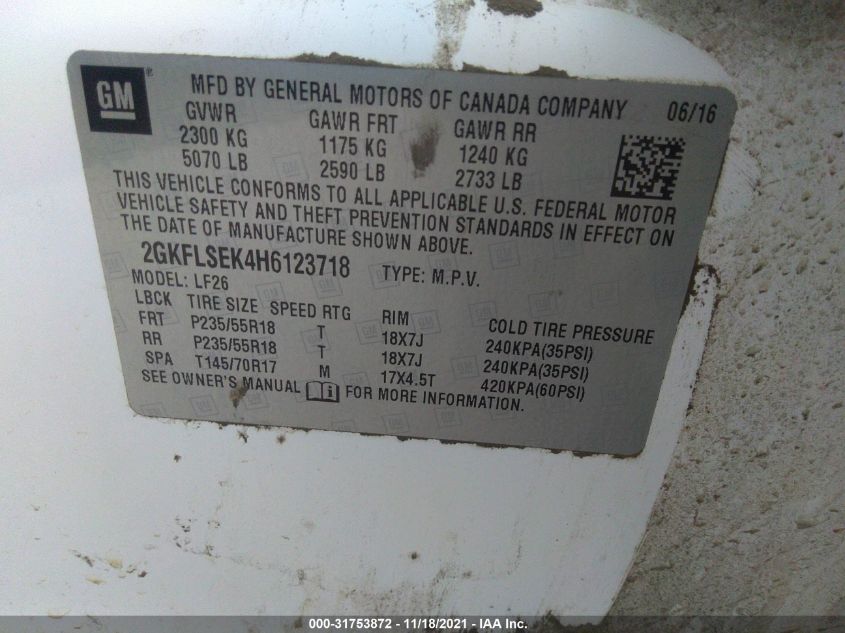 GM ® MFD BY GENERAL MOTORS OF CANADA COMPANY 06/16
GVWR GAWR FRT GAWR RR
2300 KG 1175 KG 1240 KG
5070 LB 2590 LB 2733 LB
THIS VEHICLE CONFORMS TO ALL APPLICABLE U.S. FEDERAL MOTOR
VEHICLE SAFETY AND THEFT PREVENTION STANDARDS IN EFFECT ON
THE DATE OF MANUFACTURE SHOWN ABOVE.
2GKFLSEK4H6123718 TYPE: M.P.V.
MODEL: LF26
LBCK TIRE SIZE SPEED RTG RIM COLD TIRE PRESSURE
FRT P235/55R18 T 18X7J 240KPA(35PSI)
RR P235/55R18 T 18X7J 240KPA(35PSI)
SPA T145/70R17 M 17X4.5T 420KPA(60PSI)
SEE OWNER'S MANUAL FOR MORE INFORMATION.
000-31753872 - 11/18/2021 - IAA Inc.